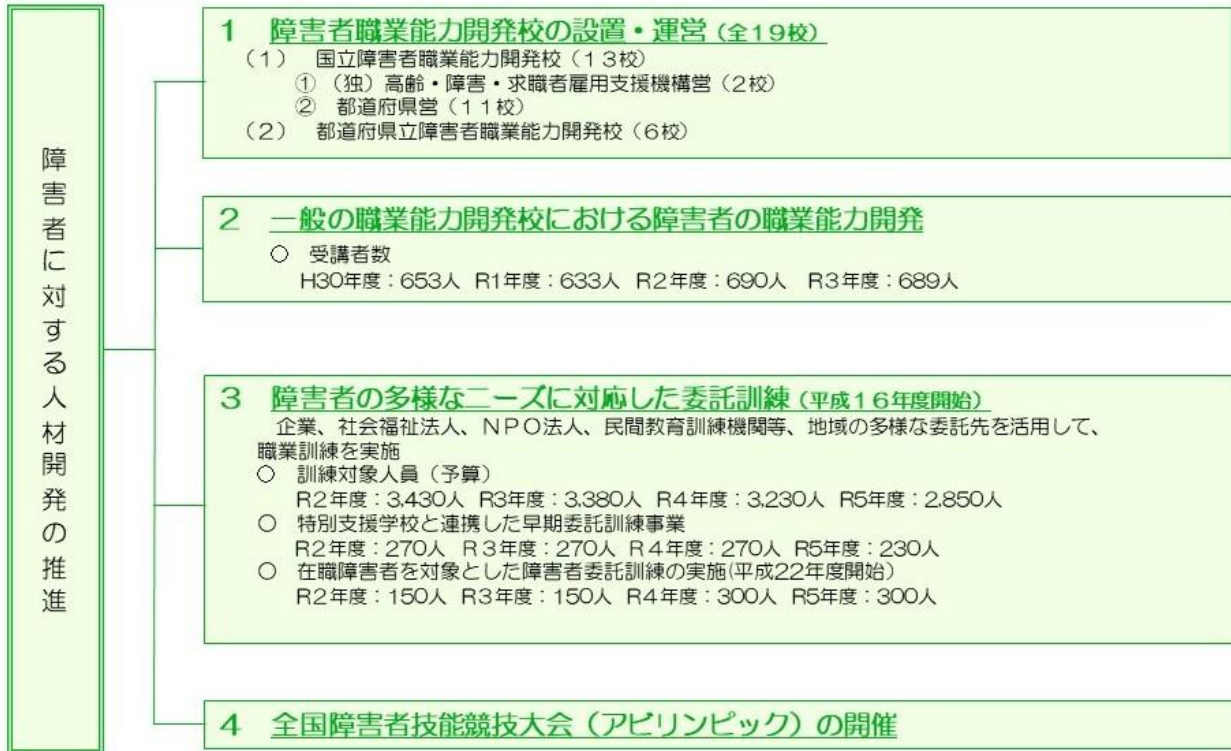 障害者に対する人材開発の推進
1 障害者職業能力開発校の設置・運営(全19校)
(1) 国立障害者職業能力開発校(13校)
① (独)高齢・障害・求職者雇用支援機構営(2校)
② 都道府県営(11校)
(2) 都道府県立障害者職業能力開発校(6校)
2 一般の職業能力開発校における障害者の職業能力開発
○ 受講者数
H30年度:653人 R1年度:633人 R2年度:690人 R3年度:689人
3 障害者の多様なニーズに対応した委託訓練(平成16年度開始)
企業、社会福祉法人、NPO法人、民間教育訓練機関等、地域の多様な委託先を活用して、
職業訓練を実施
○ 訓練対象人員(予算)
R2年度:3,430人 R3年度:3,380人 R4年度:3,230人 R5年度:2,850人
○ 特別支援学校と連携した早期委託訓練事業
R2年度:270人 R3年度:270人 R4年度:270人 R5年度:230人
○ 在職障害者を対象とした障害者委託訓練の実施(平成22年度開始)
R2年度:150人 R3年度:150人 R4年度:300人 R5年度:300人
4 全国障害者技能競技大会(アビリンピック)の開催